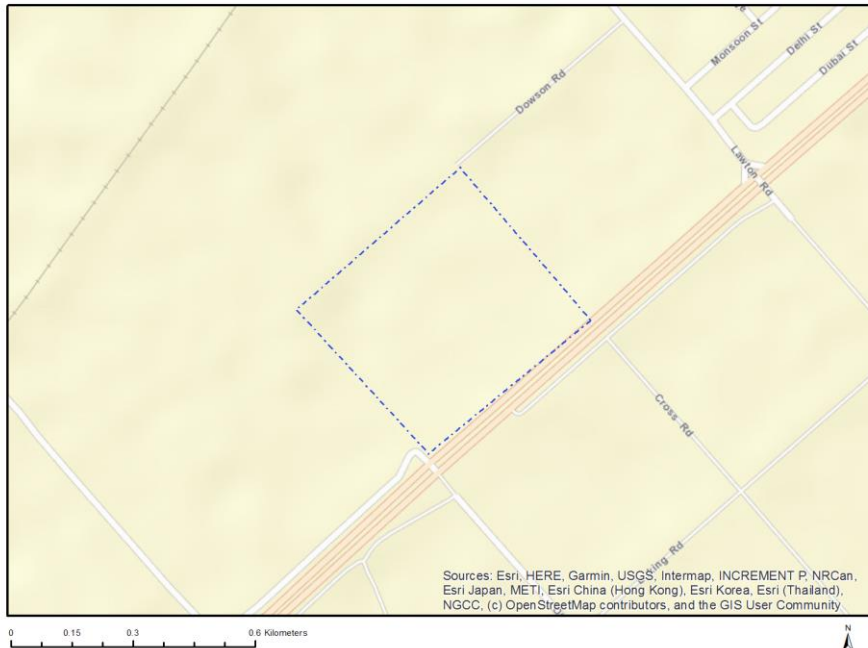 Monsoon St
Delhi St
Dubai St
Dowson Rd
Lawton Rd
Cross Rd
Rd
Sources: Esri, HERE, Garmin, USGS, Intermap, INCREMENT P, NRCan,
Esri Japan, METI, Esri China (Hong Kong), Esri Korea, Esri (Thailand),
NGCC, (c) OpenStreetMap contributors, and the GIS User Community
0 0.15 0.3 0.6 Kilometers
N